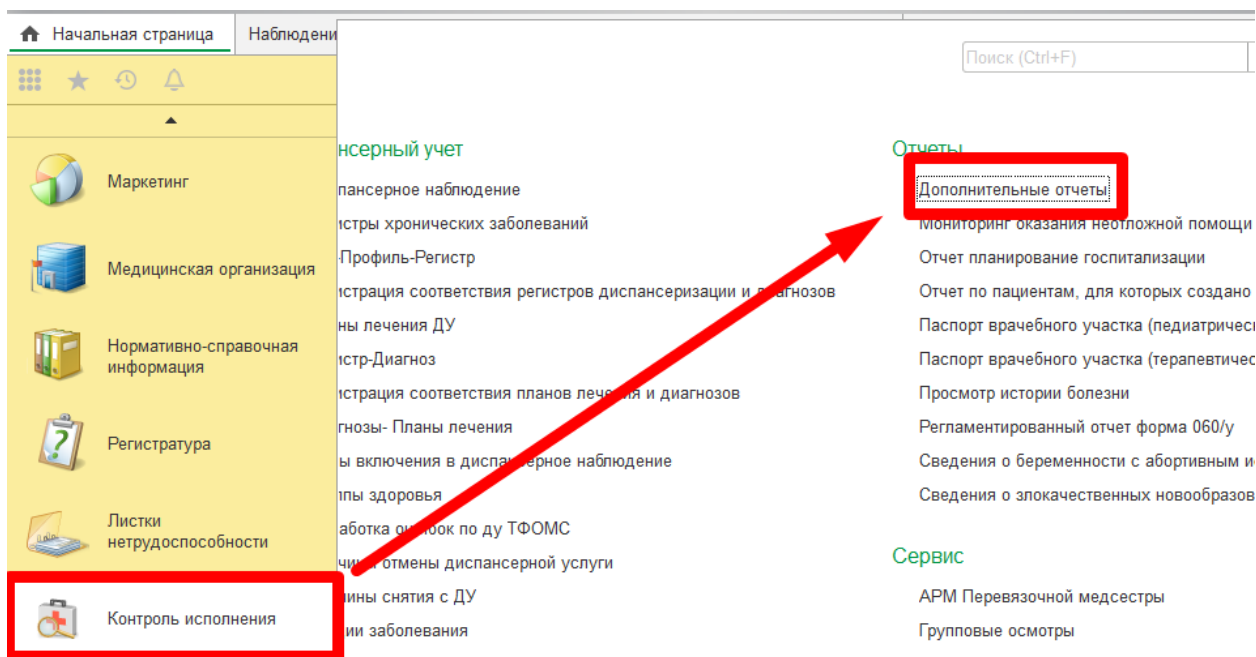 Начальная страница
Наблюдени
Поиск (Ctrl+F)
Маркетинг
Медицинская организация
Нормативно-справочная
информация
Регистратура
Листки
нетрудоспособности
Контроль исполнения
нсерный учет
пансерное наблюдение
истры хронических заболеваний
-Профиль-Регистр
истрация соответствия регистров диспансеризации и диагнозов
ны лечения ДУ
истр-Диагноз
истрация соответствия планов лечения и диагнозов
гнозы- Планы лечения
ы включения в диспансерное наблюдение
ппы здоровья
аботка ошибок по ду ТФОМС
чины отмены диспансерной услуги
чины снятия с ДУ
ии заболевания
Отчеты
Дополнительные отчеты
Мониторинг оказания неотложной помощи
Отчет планирование госпитализации
Отчет по пациентам, для которых создано
Паспорт врачебного участка (педиатричес
Паспорт врачебного участка (терапевтичес
Просмотр истории болезни
Регламентированный отчет форма 060/у
Сведения о беременности с абортивным и
Сведения о злокачественных новообразов
Сервис
АРМ Перевязочной медсестры
Групповые осмотры